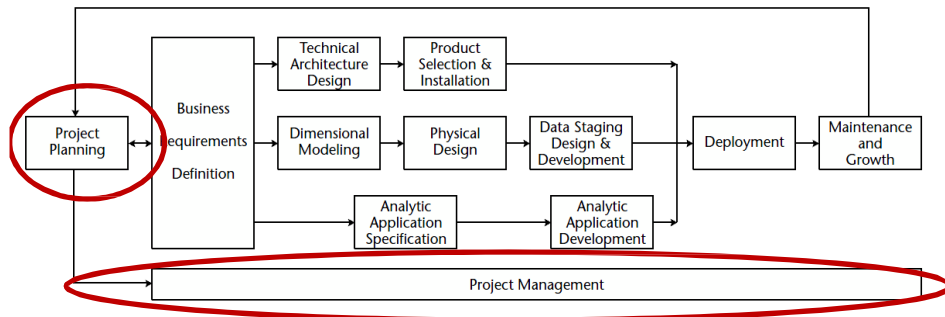 Project
Planning
Business
Requirements
Definition
Technical
Architecture
Design
Product
Selection &
Installation
Dimensional
Modeling
Physical
Design
Data Staging
Design &
Development
Analytic
Application
Specification
Analytic
Application
Development
Deployment
Maintenance
and
Growth
Project Management